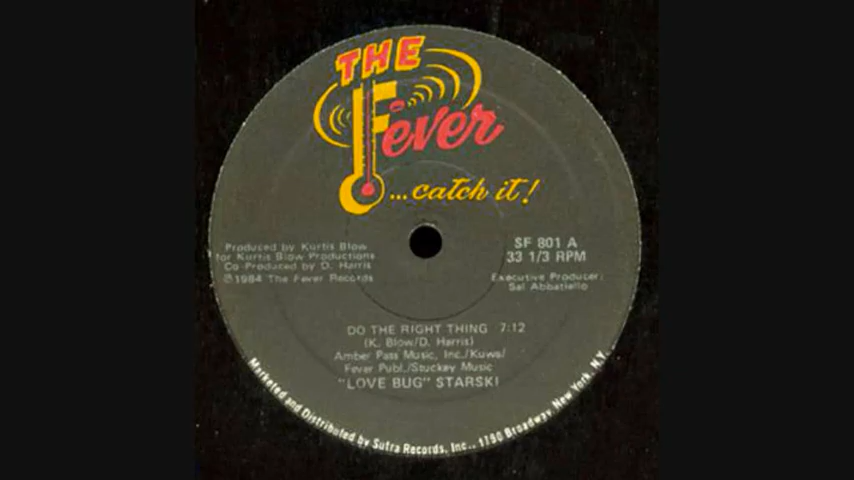 THE
Fever
...catch it!
Produced by Kurtis Blow
for Kurtis Blow Productions
Co-Produced by D. Harris
℗1984 The Fever Records
SF 801 A
33 1/3 RPM
Executive Producer:
Sal Abbatiello
DO THE RIGHT THING 7:12
(K. Blow/D. Harris)
Amber Pass Music, Inc./Kuwa/
Fever Publ./Stuckey Music
"LOVE BUG" STARSKI
Marketed and Distributed by Sutra Records, Inc., 1790 Broadway, New York, N.Y.